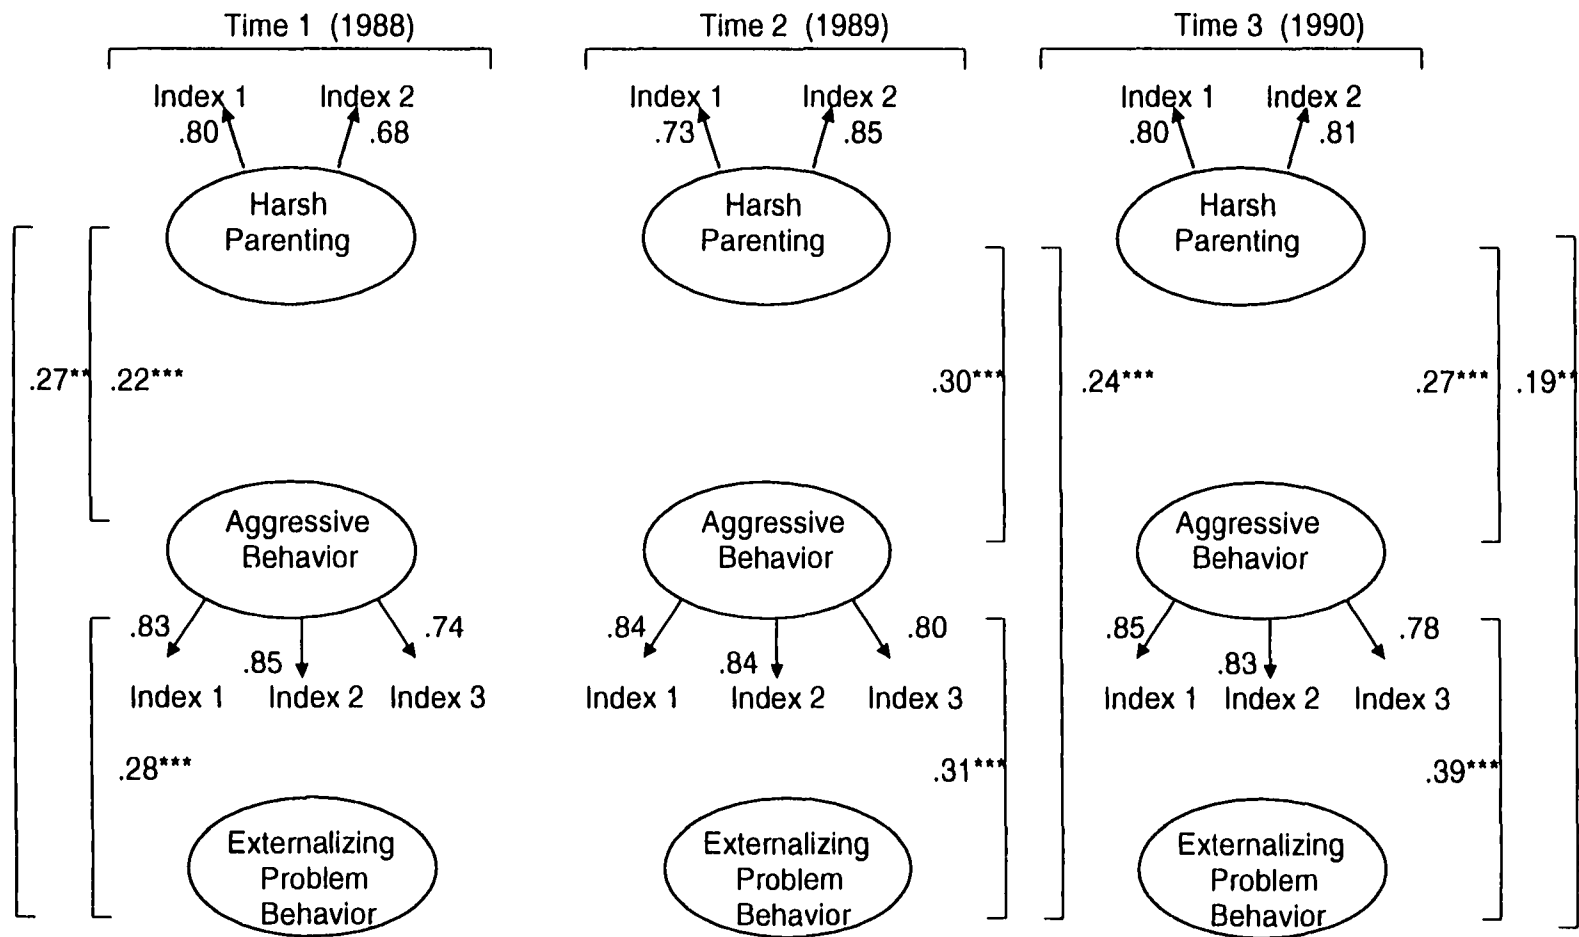 Time 1 (1988)
Time 2 (1989)
Time 3 (1990)
Index 1 Index 2
Index 1 Index 2
Index 1 Index 2
.80 .68
.73 .85
.80 .81
Harsh
Parenting
Harsh
Parenting
Harsh
Parenting
.27** .22*** .30*** .24*** .27*** .19**
Aggressive
Behavior
Aggressive
Behavior
Aggressive
Behavior
.83 .85 .74
.84 .84 .80
.85 .83 .78
Index 1 Index 2 Index 3
Index 1 Index 2 Index 3
Index 1 Index 2 Index 3
.28*** .31*** .39***
Externalizing
Problem
Behavior
Externalizing
Problem
Behavior
Externalizing
Problem
Behavior